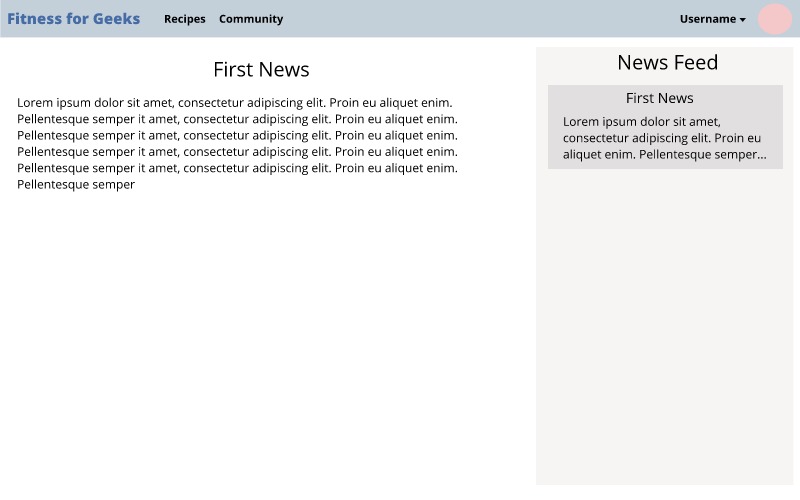 Fitness for Geeks Recipes Community Username
First News
Lorem ipsum dolor sit amet, consectetur adipiscing elit. Proin eu aliquet enim.
Pellentesque semper it amet, consectetur adipiscing elit. Proin eu aliquet enim.
Pellentesque semper it amet, consectetur adipiscing elit. Proin eu aliquet enim.
Pellentesque semper it amet, consectetur adipiscing elit. Proin eu aliquet enim.
Pellentesque semper it amet, consectetur adipiscing elit. Proin eu aliquet enim.
Pellentesque semper
News Feed
First News
Lorem ipsum dolor sit amet,
consectetur adipiscing elit. Proin eu
aliquet enim. Pellentesque semper...